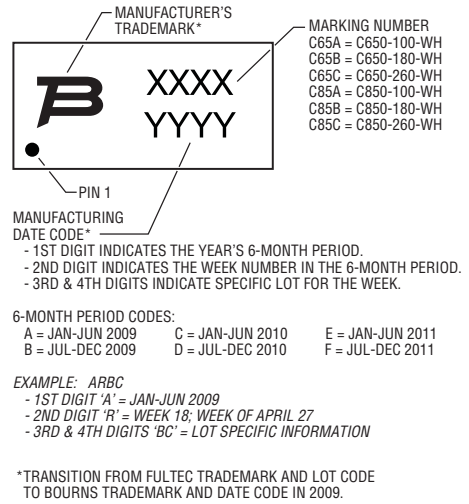 MANUFACTURER'S
TRADEMARK*
MARKING NUMBER
C65A = C650-100-WH
C65B = C650-180-WH
C65C = C650-260-WH
C85A = C850-100-WH
C85B = C850-180-WH
C85C = C850-260-WH
B
XXXX
YYYY
PIN 1
MANUFACTURING
DATE CODE*
- 1ST DIGIT INDICATES THE YEAR'S 6-MONTH PERIOD.
- 2ND DIGIT INDICATES THE WEEK NUMBER IN THE 6-MONTH PERIOD.
- 3RD & 4TH DIGITS INDICATE SPECIFIC LOT FOR THE WEEK.
6-MONTH PERIOD CODES:
A = JAN-JUN 2009 C = JAN-JUN 2010 E = JAN-JUN 2011
B = JUL-DEC 2009 D = JUL-DEC 2010 F = JUL-DEC 2011
EXAMPLE: ARBC
- 1ST DIGIT 'A' = JAN-JUN 2009
- 2ND DIGIT 'R' = WEEK 18; WEEK OF APRIL 27
- 3RD & 4TH DIGITS 'BC' = LOT SPECIFIC INFORMATION
*TRANSITION FROM FULTEC TRADEMARK AND LOT CODE
TO BOURNS TRADEMARK AND DATE CODE IN 2009.